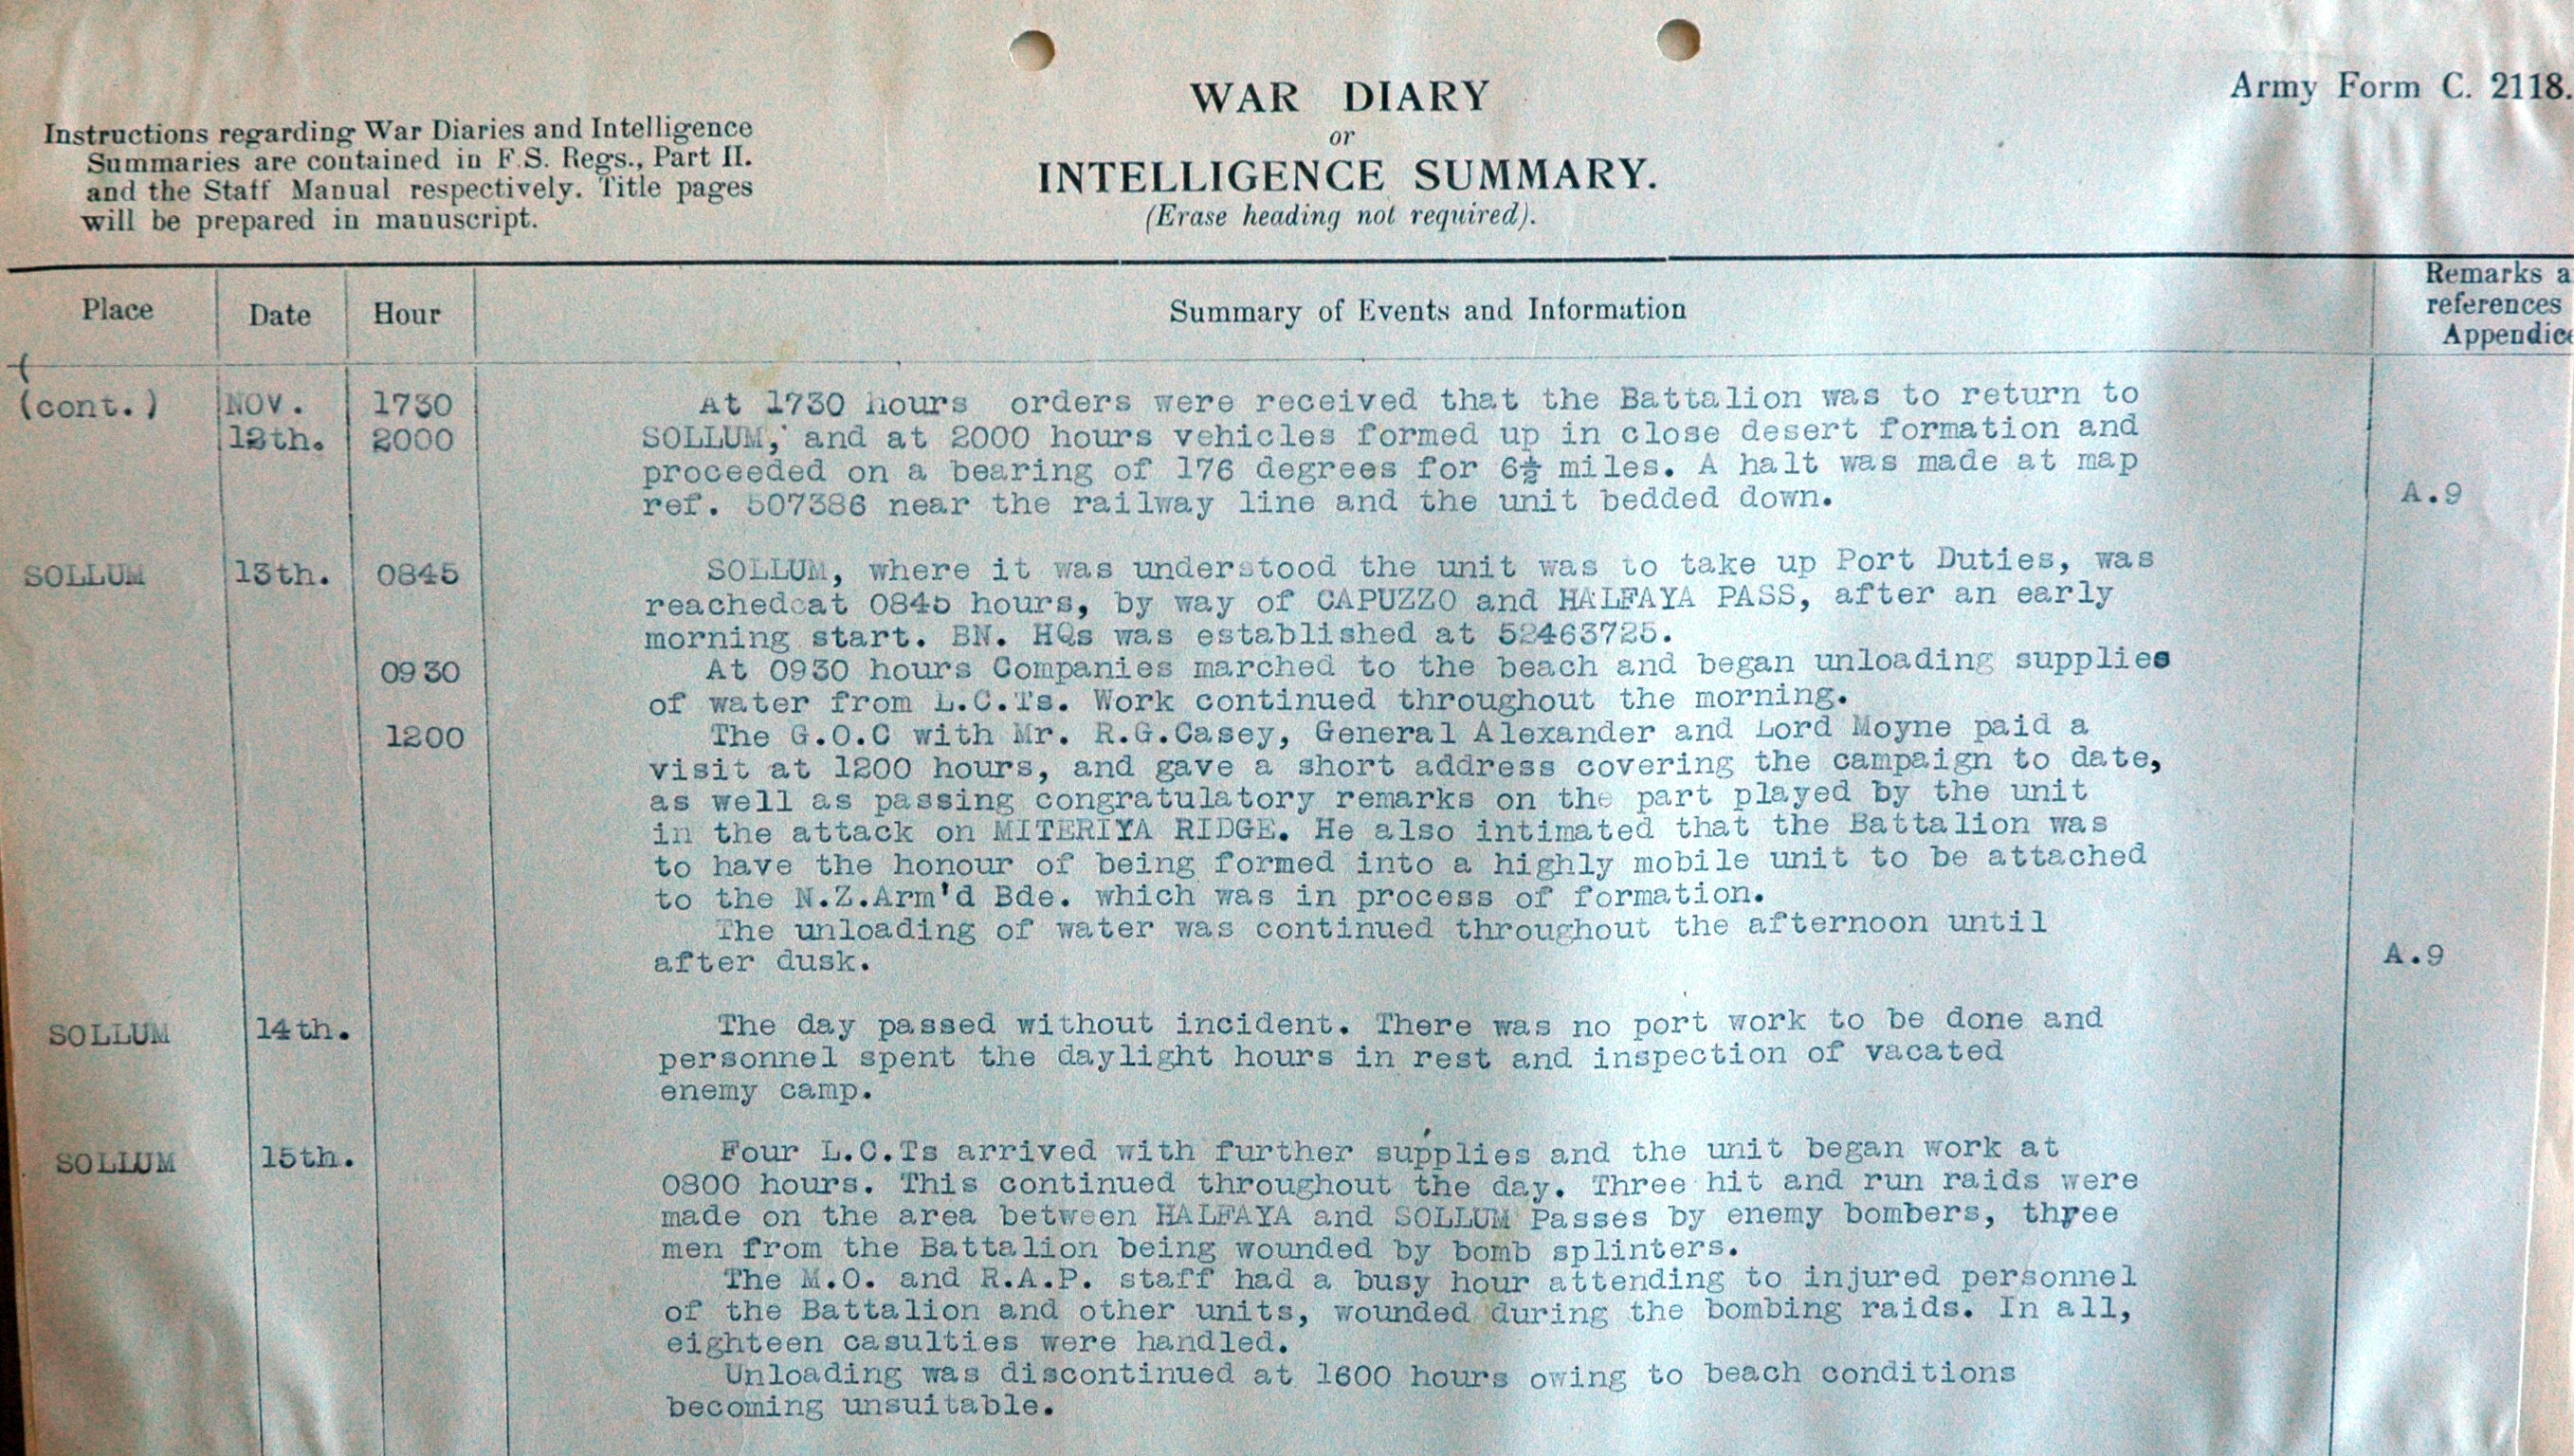 WAR DIARY
or
INTELLIGENCE SUMMARY.
(Erase heading not required).
Army Form C. 2118.
Instructions regarding War Diaries and Intelligence
Summaries are contained in F.S. Regs., Part II.
and the Staff Manual respectively. Title pages
will be prepared in manuscript.
Place Date Hour Summary of Events and Information
Remarks a
references
Appendic
(cont.) NOV. 1730 At 1730 hours orders were received that the Battalion was to return to
12th. 2000 SOLLUM, and at 2000 hours vehicles formed up in close desert formation and
proceeded on a bearing of 176 degrees for 6½ miles. A halt was made at map
ref. 507386 near the railway line and the unit bedded down. A.9
SOLLUM 13th. 0845 SOLLUM, where it was understood the unit was to take up Port Duties, was
reachedcat 0845 hours, by way of CAPUZZO and HALFAYA PASS, after an early
morning start. BN. HQs was established at 52463725.
0930 At 0930 hours Companies marched to the beach and began unloading supplies
of water from L.C.Ts. Work continued throughout the morning.
1200 The G.O.C with Mr. R.G.Casey, General Alexander and Lord Moyne paid a
visit at 1200 hours, and gave a short address covering the campaign to date,
as well as passing congratulatory remarks on the part played by the unit
in the attack on MITERIYA RIDGE. He also intimated that the Battalion was
to have the honour of being formed into a highly mobile unit to be attached
to the N.Z.Arm'd Bde. which was in process of formation.
The unloading of water was continued throughout the afternoon until
after dusk. A.9
SOLLUM 14th. The day passed without incident. There was no port work to be done and
personnel spent the daylight hours in rest and inspection of vacated
enemy camp.
SOLLUM 15th. Four L.C.Ts arrived with further supplies and the unit began work at
0800 hours. This continued throughout the day. Three hit and run raids were
made on the area between HALFAYA and SOLLUM Passes by enemy bombers, three
men from the Battalion being wounded by bomb splinters.
The M.O. and R.A.P. staff had a busy hour attending to injured personnel
of the Battalion and other units, wounded during the bombing raids. In all,
eighteen casulties were handled.
Unloading was discontinued at 1600 hours owing to beach conditions
becoming unsuitable.